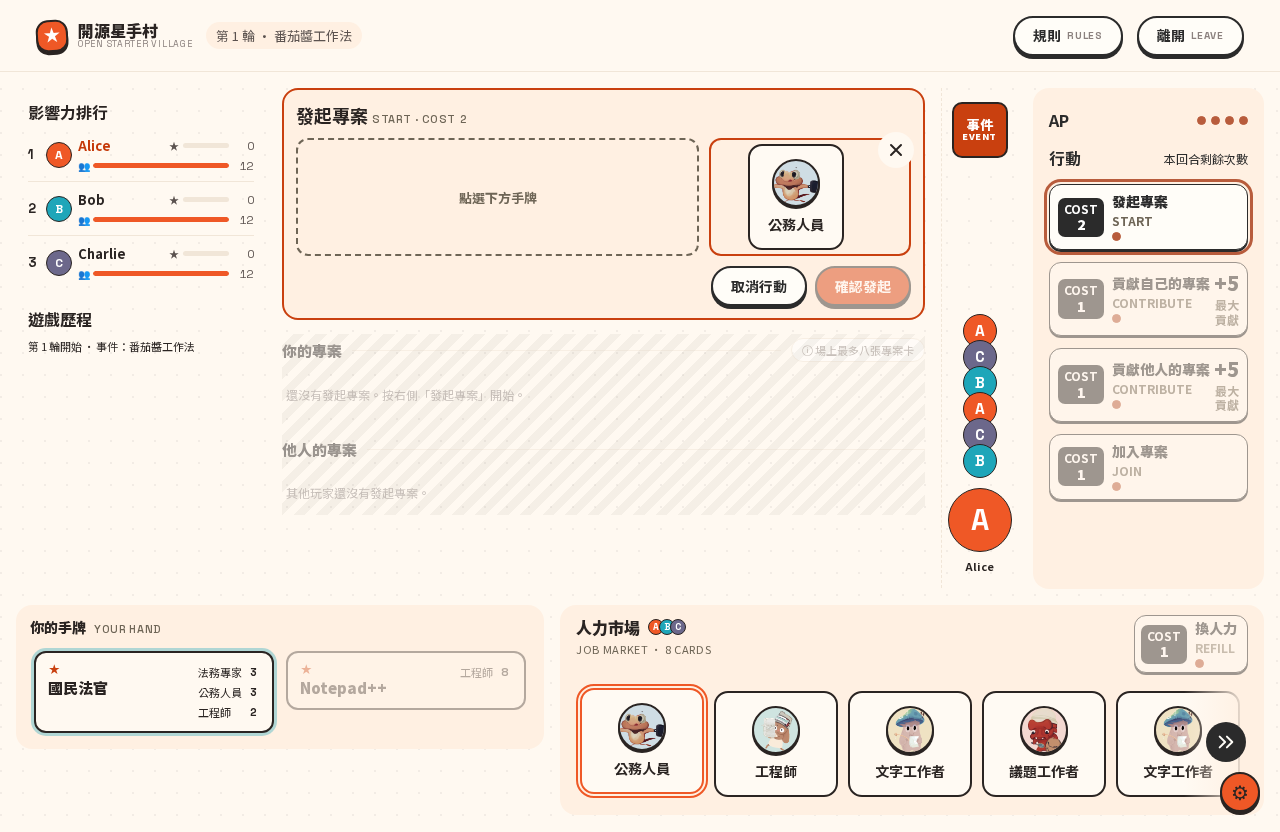 開源星手村
OPEN STARTER VILLAGE
第 1 輪 · 番茄醬工作法
規則 RULES
離開 LEAVE
影響力排行
1 A Alice ★ 0
12
2 B Bob ★ 0
12
3 C Charlie ★ 0
12
遊戲歷程
第 1 輪開始 · 事件：番茄醬工作法
發起專案 START · COST 2
點選下方手牌
公務人員
取消行動
確認發起
你的專案
場上最多八張專案卡
還沒有發起專案。按右側「發起專案」開始。
他人的專案
其他玩家還沒有發起專案。
事件
EVENT
A
C
B
A
C
B
A
Alice
AP
行動 本回合剩餘次數
COST 2 發起專案
START
COST 1 貢獻自己的專案 +5
CONTRIBUTE 最大貢獻
COST 1 貢獻他人的專案 +5
CONTRIBUTE 最大貢獻
COST 1 加入專案
JOIN
你的手牌 YOUR HAND
★
國民法官
法務專家 3
公務人員 3
工程師 2
★
Notepad++
工程師 8
人力市場 A B C
JOB MARKET · 8 CARDS
COST 1 換人力
REFILL
公務人員
工程師
文字工作者
議題工作者
文字工作者